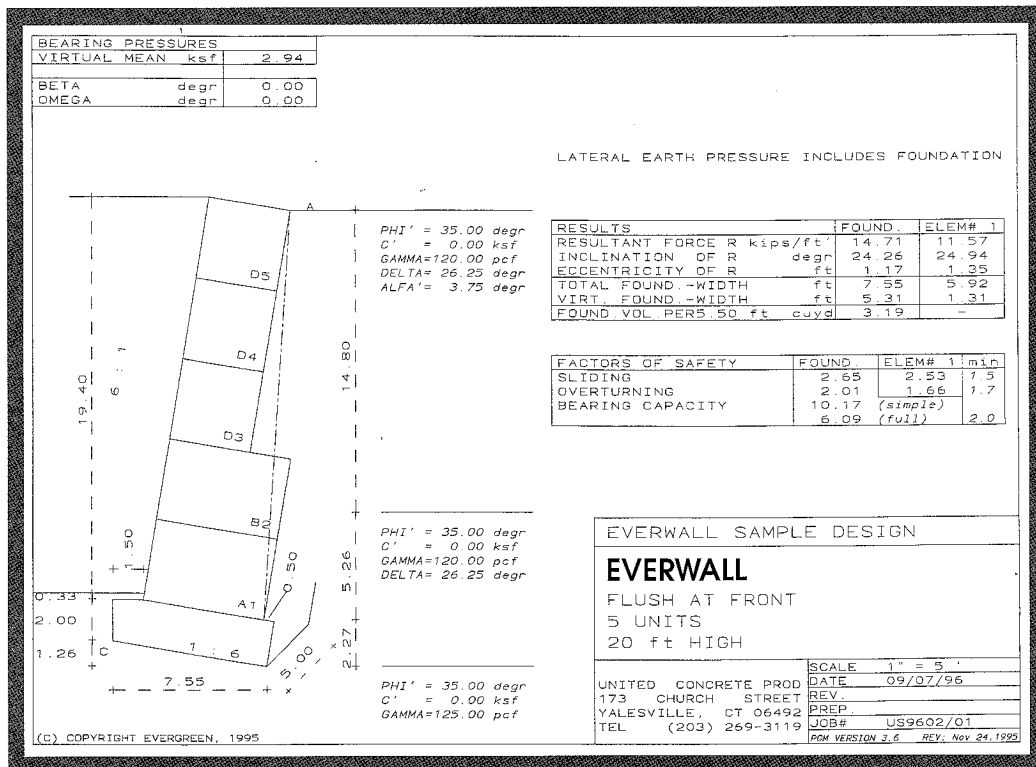 BEARING PRESSURES
VIRTUAL MEAN ksf 2.94
BETA degr 0.00
OMEGA degr 0.00
LATERAL EARTH PRESSURE INCLUDES FOUNDATION
A
PHI' = 35.00 degr
C' = 0.00 ksf
GAMMA=120.00 pcf
DELTA= 26.25 degr
ALFA'= 3.75 degr
RESULTS FOUND. ELEM# 1
RESULTANT FORCE R kips/ft' 14.71 11.57
INCLINATION OF R degr 24.26 24.94
ECCENTRICITY OF R ft 1.17 1.35
TOTAL FOUND.-WIDTH ft 7.55 5.92
VIRT. FOUND.-WIDTH ft 5.31 1.31
FOUND.VOL.PER5.50 ft cuyd 3.19 -
D5
D4
D3
B2
A1
19.40
6 : 1
14.80
FACTORS OF SAFETY FOUND. ELEM# 1 min
SLIDING 2.65 2.53 1.5
OVERTURNING 2.01 1.66 1.7
BEARING CAPACITY 10.17 (simple)
6.09 (full) 2.0
PHI' = 35.00 degr
C' = 0.00 ksf
GAMMA=120.00 pcf
DELTA= 26.25 degr
1.50
0.50
5.26
0.33
2.00
1.26
C
1 : 6
5.00
2.27
7.55
PHI' = 35.00 degr
C' = 0.00 ksf
GAMMA=125.00 pcf
EVERWALL SAMPLE DESIGN
EVERWALL
FLUSH AT FRONT
5 UNITS
20 ft HIGH
UNITED CONCRETE PROD
173 CHURCH STREET
YALESVILLE, CT 06492
TEL (203) 269-3119
SCALE 1" = 5 '
DATE 09/07/96
REV.
PREP.
JOB# US9602/01
PGM VERSION 3.6 REV: Nov 24,1995
(C) COPYRIGHT EVERGREEN, 1995